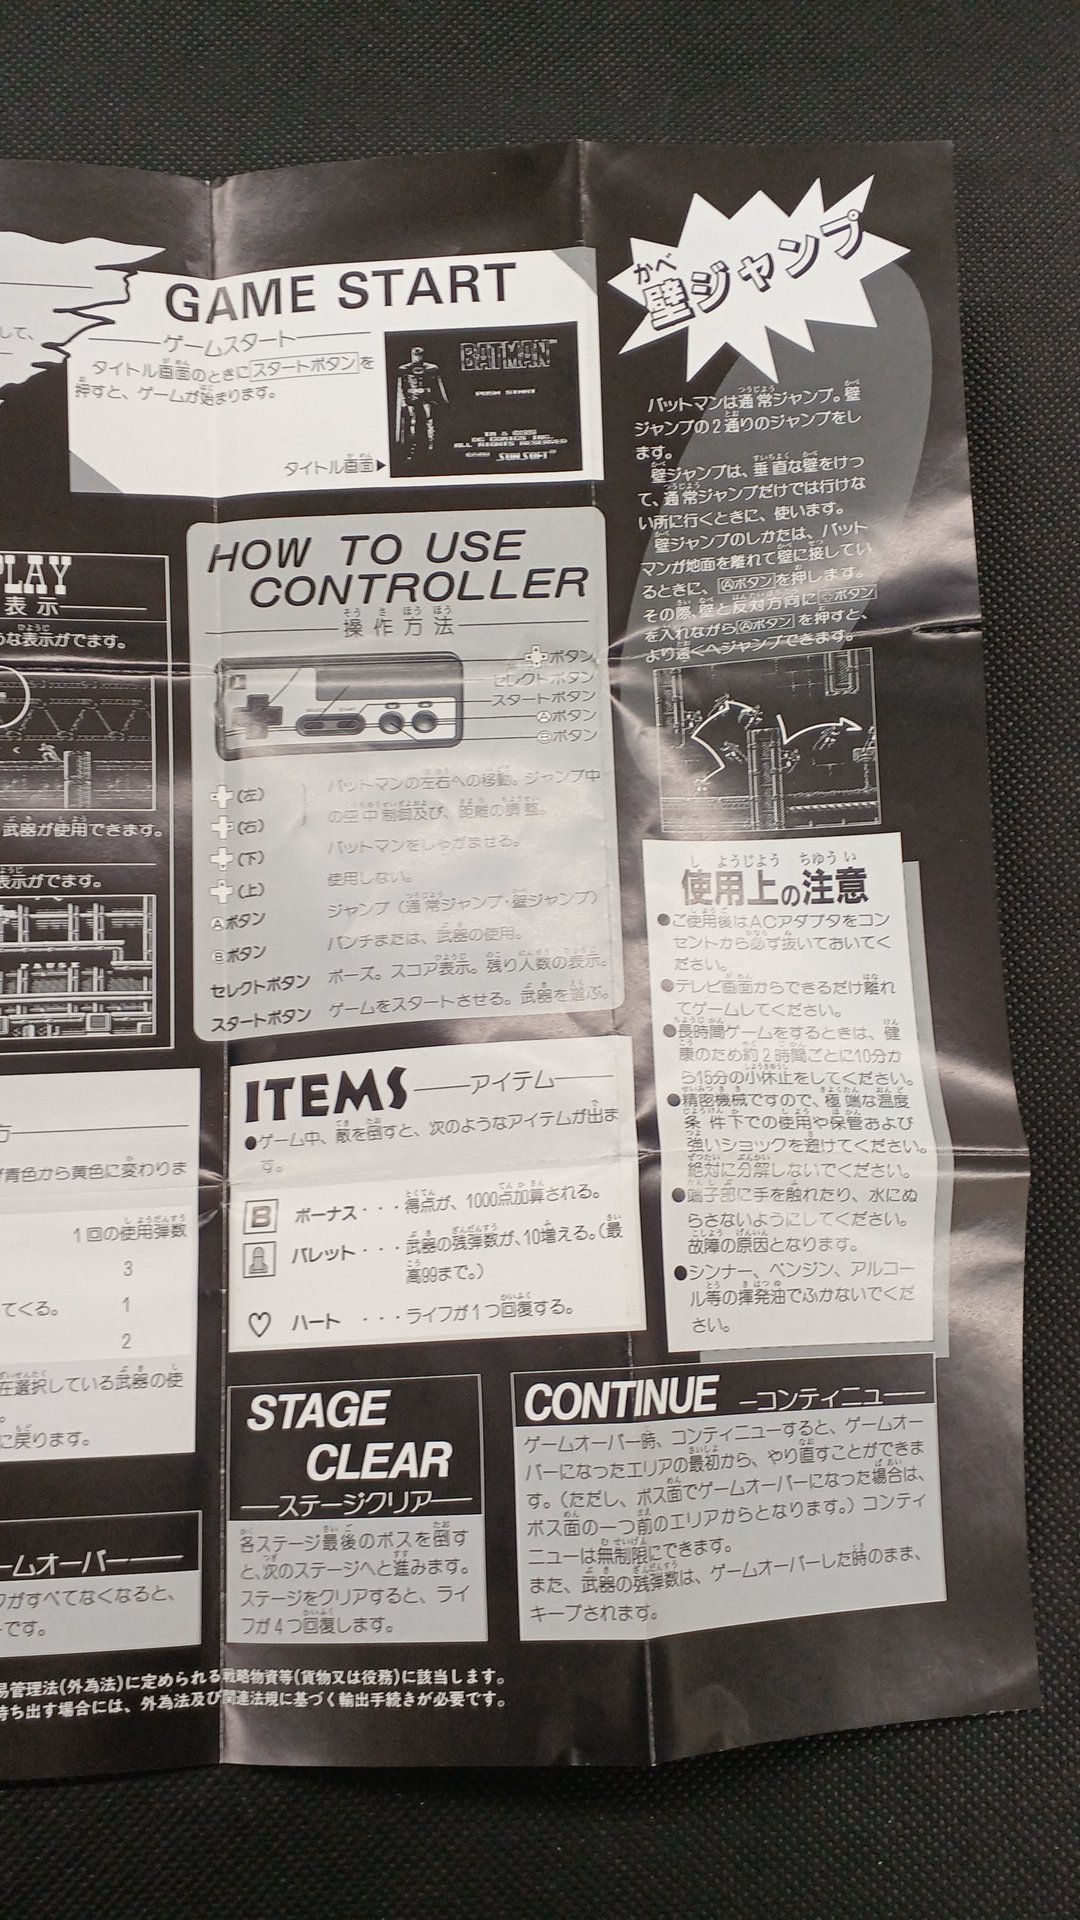 して、
GAME START
ゲームスタート
タイトル画面のときにスタートボタンを
押すと、ゲームが始まります。
BATMAN
PUSH START
TM & ©1989
DC COMICS INC.
ALL RIGHTS RESERVED
SUNSOFT®
タイトル画面▶
PLAY
表示
うな表示がでます。
武器が使用できます。
表示がでます。
HOW TO USE
CONTROLLER
操作方法
✚ボタン
セレクトボタン
スタートボタン
Ⓐボタン
Ⓑボタン
✚(左) バットマンの左右への移動。ジャンプ中
✚(右) の空中制御及び、距離の調整。
✚(下) バットマンをしゃがませる。
✚(上) 使用しない。
Ⓐボタン ジャンプ(通常ジャンプ・壁ジャンプ)
Ⓑボタン パンチまたは、武器の使用。
セレクトボタン ポーズ。スコア表示。残り人数の表示。
スタートボタン ゲームをスタートさせる。武器を選ぶ。
方
青色から黄色に変わりま
1回の使用弾数
3
てくる。 1
2
在選択している武器の使
に戻ります。
ITEMS アイテム
●ゲーム中、敵を倒すと、次のようなアイテムが出ま
す。
B ボーナス・・・得点が、1000点加算される。
バレット・・・武器の残弾数が、10増える。(最
高99まで。)
♡ ハート・・・ライフが1つ回復する。
ームオーバー
フがすべてなくなると、
ーです。
STAGE
CLEAR
ステージクリア
各ステージ最後のボスを倒す
と、次のステージへと進みます。
ステージをクリアすると、ライ
フが4つ回復します。
CONTINUE コンティニュー
ゲームオーバー時、コンティニューすると、ゲームオー
バーになったエリアの最初から、やり直すことができま
す。(ただし、ボス面でゲームオーバーになった場合は、
ボス面の一つ前のエリアからとなります。)コンティ
ニューは無制限にできます。
また、武器の残弾数は、ゲームオーバーした時のまま、
キープされます。
易管理法(外為法)に定められる戦略物資等(貨物又は役務)に該当します。
持ち出す場合には、外為法及び関連法規に基づく輸出手続きが必要です。
かべ
壁ジャンプ
バットマンは通常ジャンプ。壁
ジャンプの2通りのジャンプをし
ます。
壁ジャンプは、垂直な壁をけっ
て、通常ジャンプだけでは行けな
い所に行くときに、使います。
壁ジャンプのしかたは、バット
マンが地面を離れて壁に接してい
るときに、Ⓐボタンを押します。
その際、壁と反対方向に✚ボタン
を入れながらⒶボタンを押すと、
より遠くへジャンプできます。
使用上の注意
●ご使用後はACアダプタをコン
セントから必ず抜いておいてく
ださい。
●テレビ画面からできるだけ離れ
てゲームしてください。
●長時間ゲームをするときは、健
康のため約2時間ごとに10分か
ら15分の小休止をしてください。
●精密機械ですので、極端な温度
条件下での使用や保管および
強いショックを避けてください。
絶対に分解しないでください。
●端子部に手を触れたり、水にぬ
らさないようにしてください。
故障の原因となります。
●シンナー、ベンジン、アルコー
ル等の揮発油でふかないでくだ
さい。